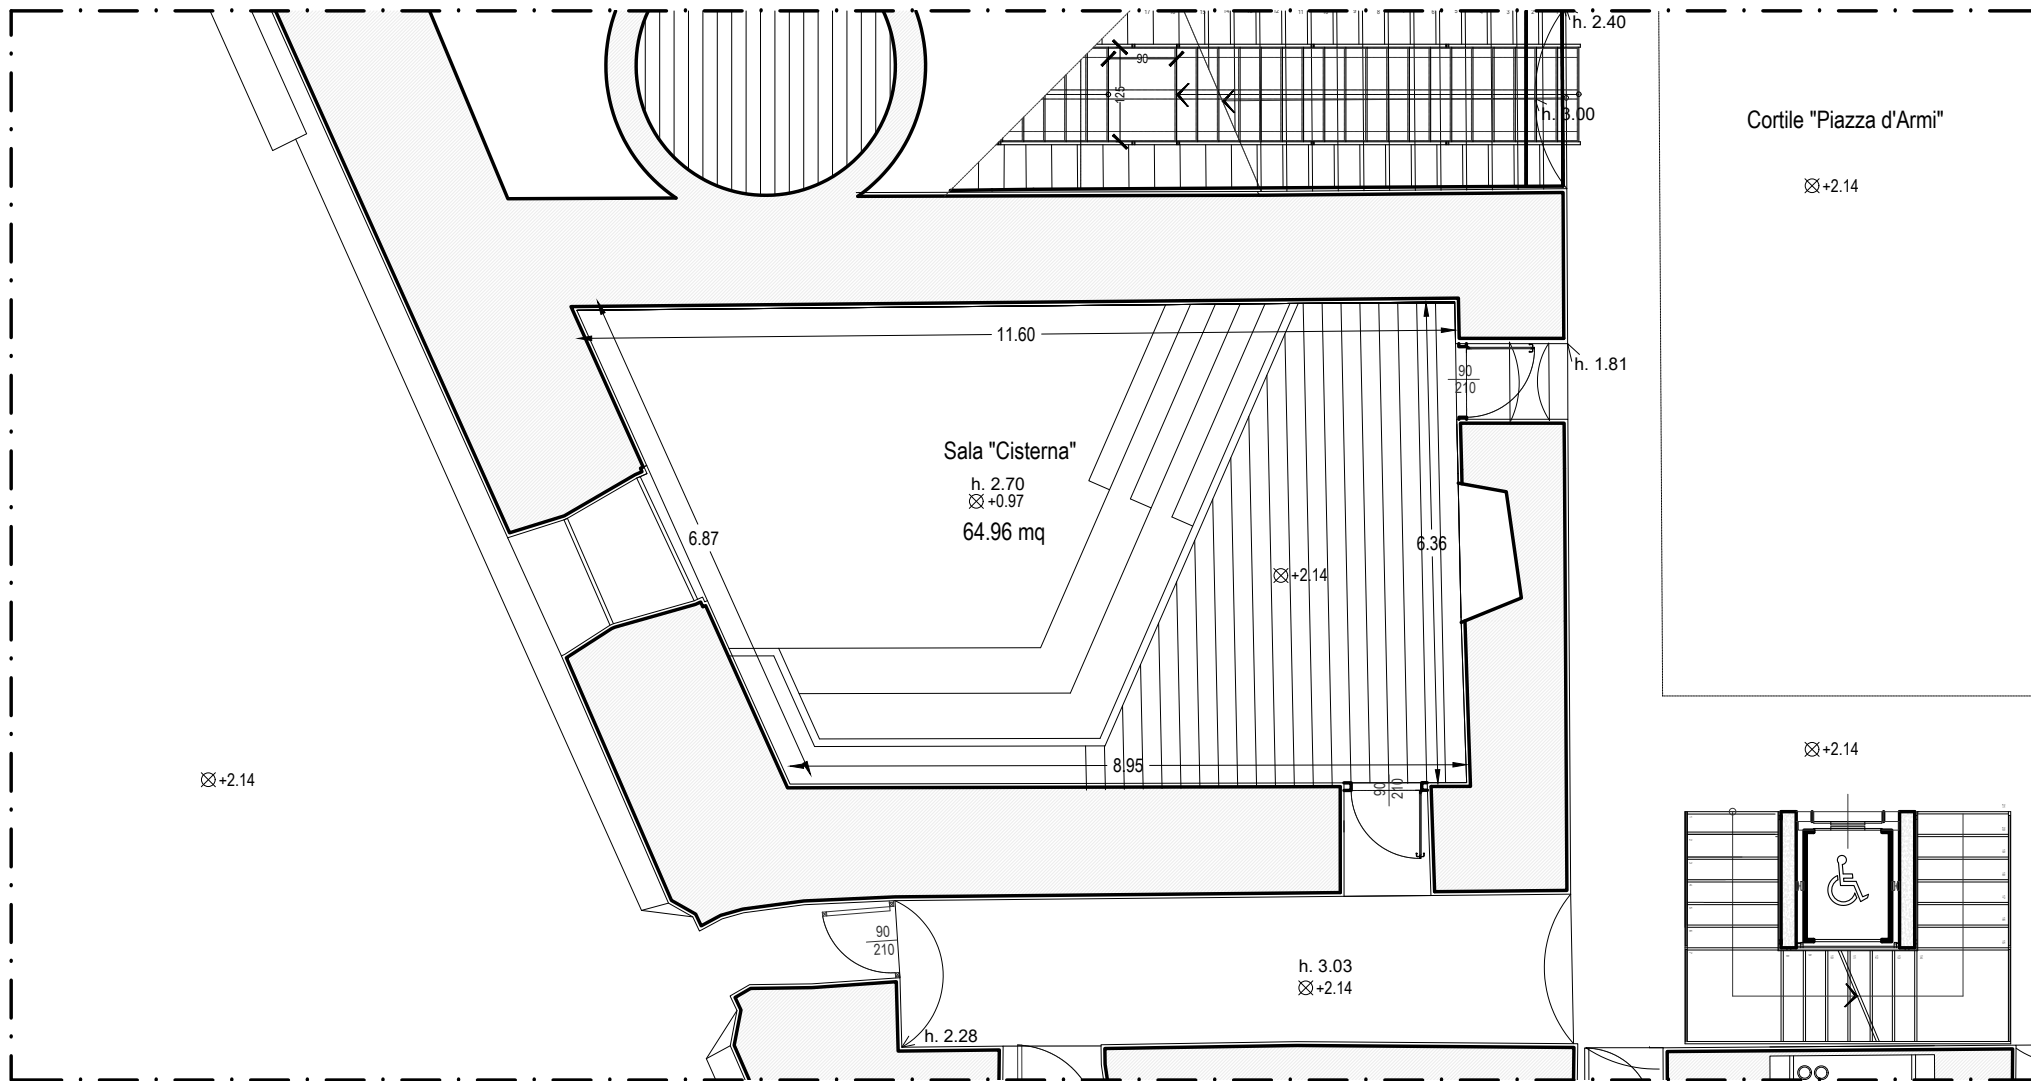 h. 2.40
90
125
h. 3.00
Cortile "Piazza d'Armi"
+2.14
11.60
h. 1.81
90
210
Sala "Cisterna"
h. 2.70
+0.97
64.96 mq
6.87
6.36
+2.14
+2.14
8.95
90
210
+2.14
90
210
h. 3.03
+2.14
h. 2.28